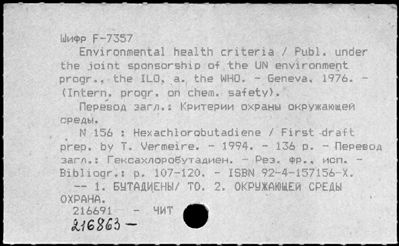 Шифр F-7357
Environmental health criteria / Publ. under
the joint sponsorship of the UN environment
progr., the ILO, a. the WHO. - Geneva, 1976. -
(Intern. progr. on chem. safety).
Перевод загл.: Критерии охраны окружающей
среды.
N 156 : Hexachlorobutadiene / First draft
prep. by T. Vermeire. - 1994. - 136 p. - Перевод
загл.: Гексахлоробутадиен. - Рез. фр., исп. -
Bibliogr.: p. 107-120. - ISBN 92-4-157156-X.
-- 1. БУТАДИЕНЫ/ ТО. 2. ОКРУЖАЮЩЕЙ СРЕДЫ
ОХРАНА.
216691 - ЧИТ
216863 -